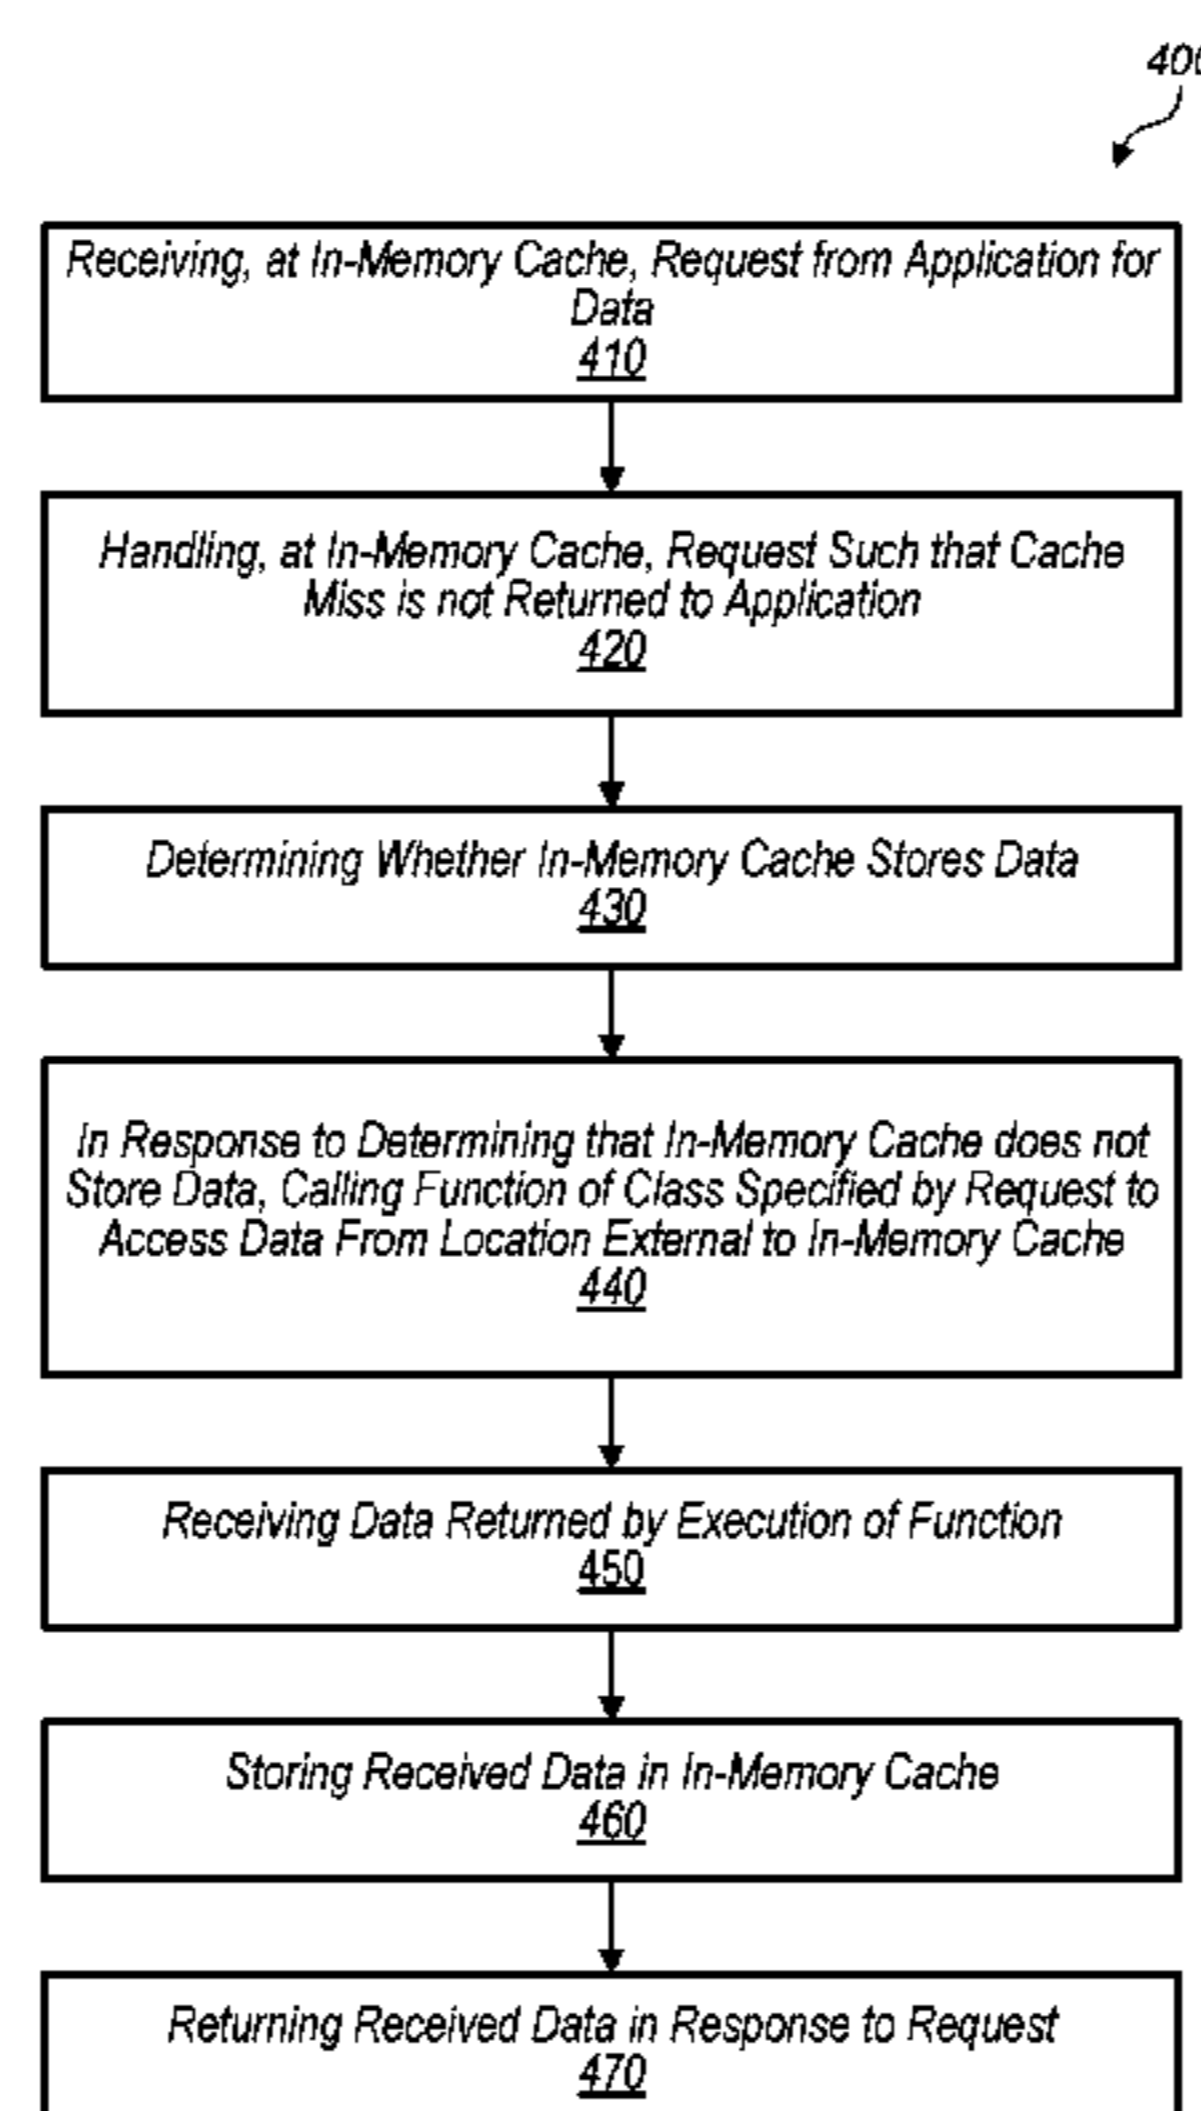 400
Receiving, at In-Memory Cache, Request from Application for
Data
410
Handling, at In-Memory Cache, Request Such that Cache
Miss is not Returned to Application
420
Determining Whether In-Memory Cache Stores Data
430
In Response to Determining that In-Memory Cache does not
Store Data, Calling Function of Class Specified by Request to
Access Data From Location External to In-Memory Cache
440
Receiving Data Returned by Execution of Function
450
Storing Received Data in In-Memory Cache
460
Returning Received Data in Response to Request
470